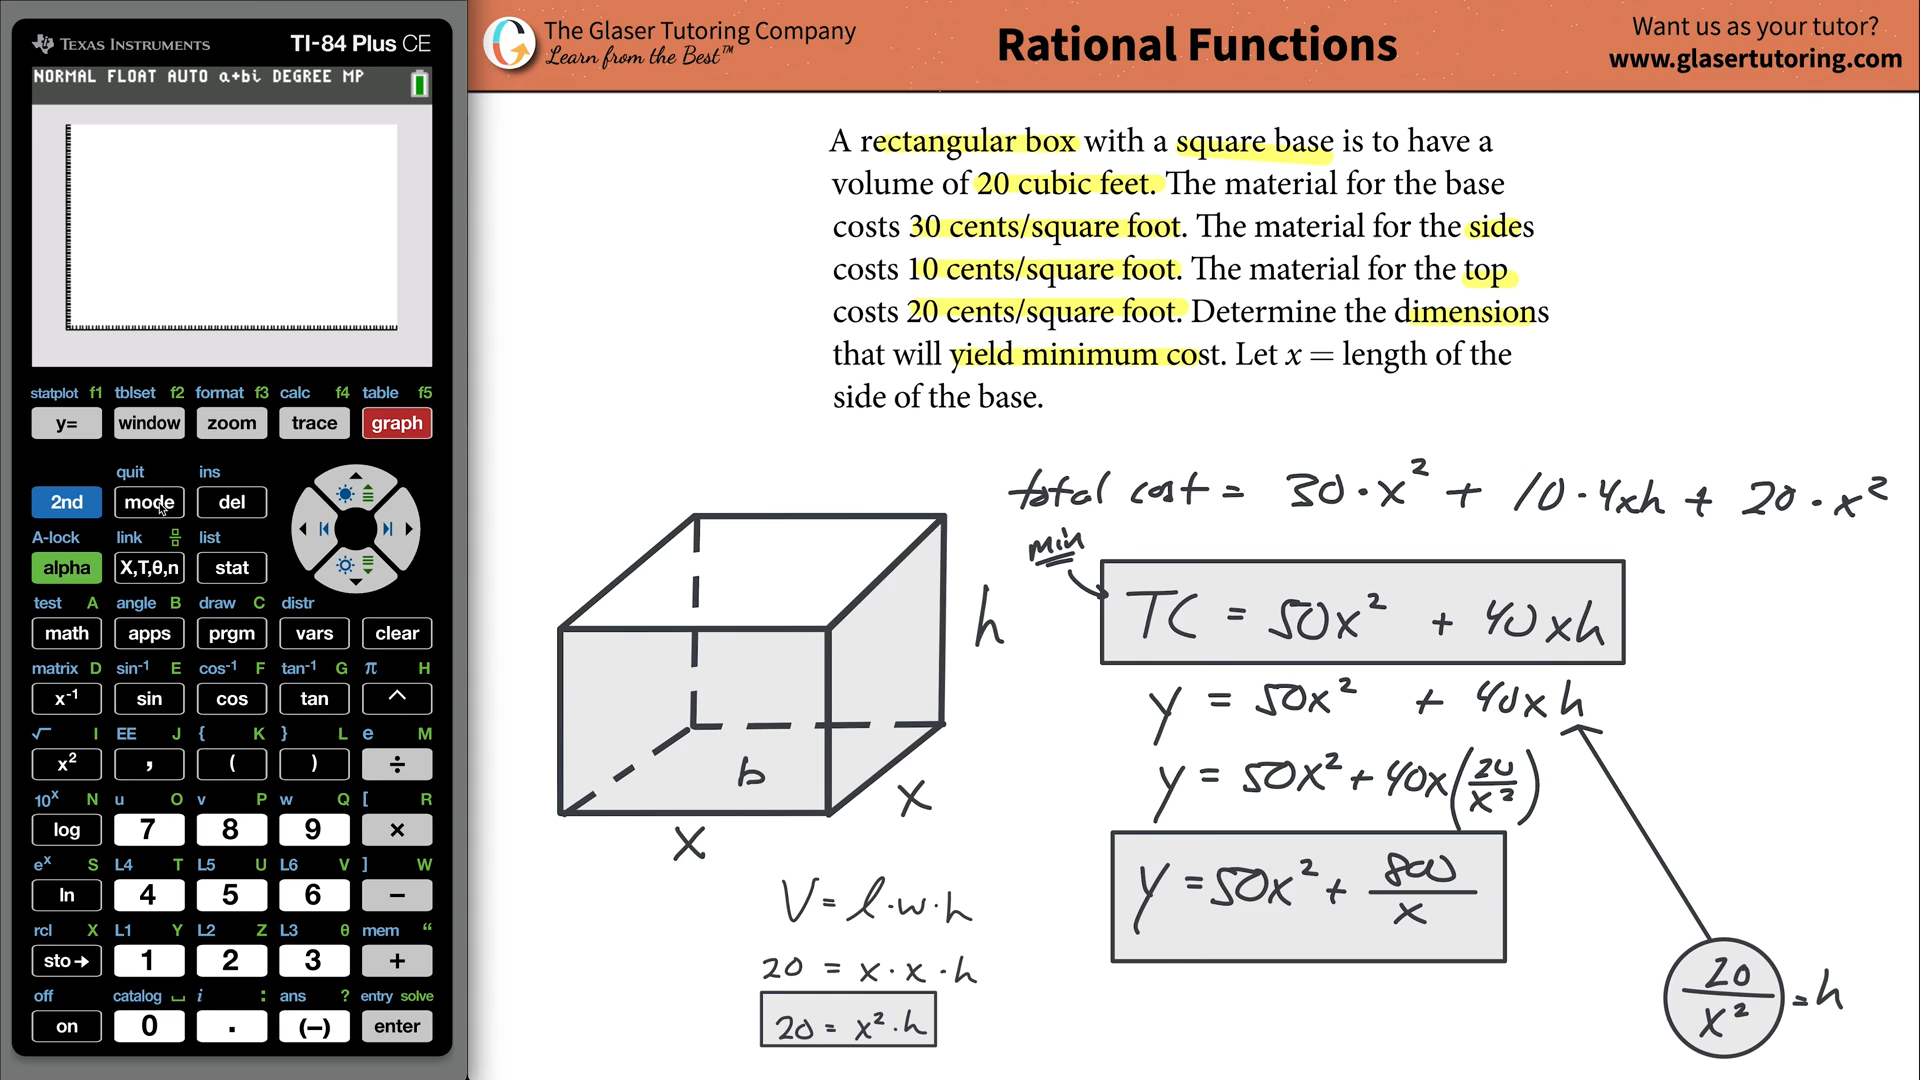 TEXAS INSTRUMENTS TI-84 Plus CE
NORMAL FLOAT AUTO a+bi DEGREE MP
statplot f1 tblset f2 format f3 calc f4 table f5
y= window zoom trace graph
quit ins
2nd mode del
A-lock link list
alpha X,T,θ,n stat
test A angle B draw C distr
math apps prgm vars clear
matrix D sin⁻¹ E cos⁻¹ F tan⁻¹ G π H
x⁻¹ sin cos tan ^
√ I EE J { K } L e M
x² , ( ) ÷
10ˣ N u O v P w Q [ R
log 7 8 9 ×
eˣ S L4 T L5 U L6 V ] W
ln 4 5 6 −
rcl X L1 Y L2 Z L3 θ mem “
sto→ 1 2 3 +
off catalog ⎵ i : ans ? entry solve
on 0 . (−) enter
The Glaser Tutoring Company
Learn from the Best™
Rational Functions
Want us as your tutor?
www.glasertutoring.com
A rectangular box with a square base is to have a
volume of 20 cubic feet. The material for the base
costs 30 cents/square foot. The material for the sides
costs 10 cents/square foot. The material for the top
costs 20 cents/square foot. Determine the dimensions
that will yield minimum cost. Let x = length of the
side of the base.
total cost = 30·x² + 10·4xh + 20·x²
min
TC = 50x² + 40xh
y = 50x² + 40xh
y = 50x² + 40x(20/x²)
y = 50x² + 800/x
20/x² = h
h
b
x
x
V = l·w·h
20 = x·x·h
20 = x²·h